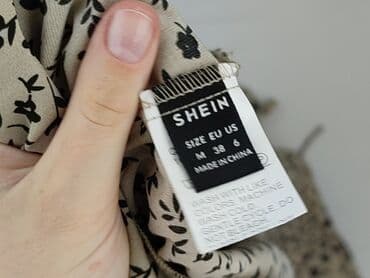 SHEIN
SIZE EU US
M 38 6
MADE IN CHINA
WASH WITH LIKE
COLORS, MACHINE
WASH COLD,
GENTLE CYCLE, DO
NOT BLEACH,